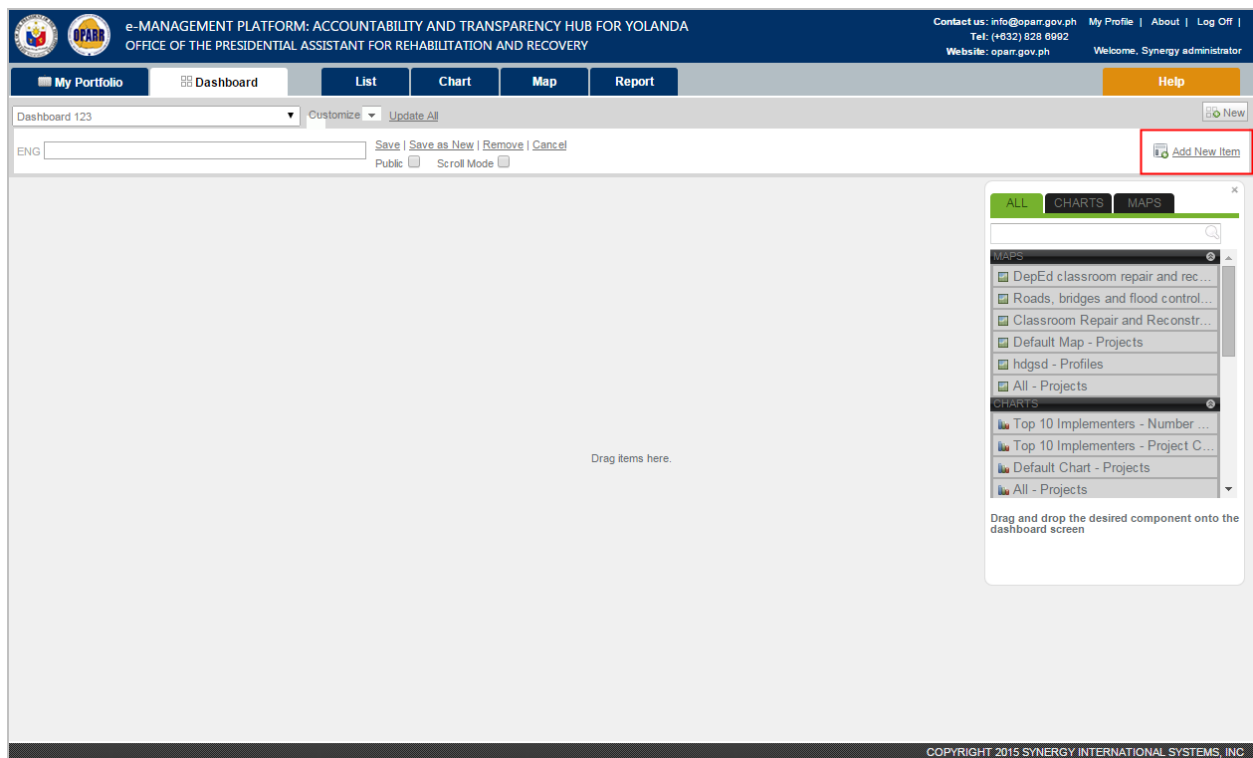 e-MANAGEMENT PLATFORM: ACCOUNTABILITY AND TRANSPARENCY HUB FOR YOLANDA
OFFICE OF THE PRESIDENTIAL ASSISTANT FOR REHABILITATION AND RECOVERY
OPARR
Contact us: info@oparr.gov.ph
Tel: (+632) 828 6992
Website: oparr.gov.ph
My Profile | About | Log Off |
Welcome, Synergy administrator
My Portfolio
Dashboard
List
Chart
Map
Report
Help
Dashboard 123
Customize
Update All
New
ENG
Save | Save as New | Remove | Cancel
Public
Scroll Mode
Add New Item
ALL
CHARTS
MAPS
MAPS
DepEd classroom repair and rec...
Roads, bridges and flood control...
Classroom Repair and Reconstr...
Default Map - Projects
hdgsd - Profiles
All - Projects
CHARTS
Top 10 Implementers - Number ...
Top 10 Implementers - Project C...
Default Chart - Projects
All - Projects
Drag items here.
Drag and drop the desired component onto the
dashboard screen
COPYRIGHT 2015 SYNERGY INTERNATIONAL SYSTEMS, INC